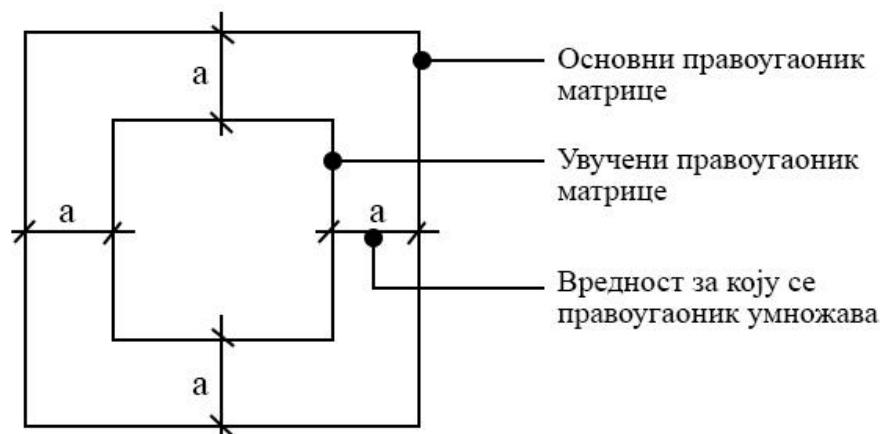 a
Основни правоугаоник
матрице
Увучени правоугаоник
матрице
a
a
Вредност за коју се
правоугаоник умножава
a